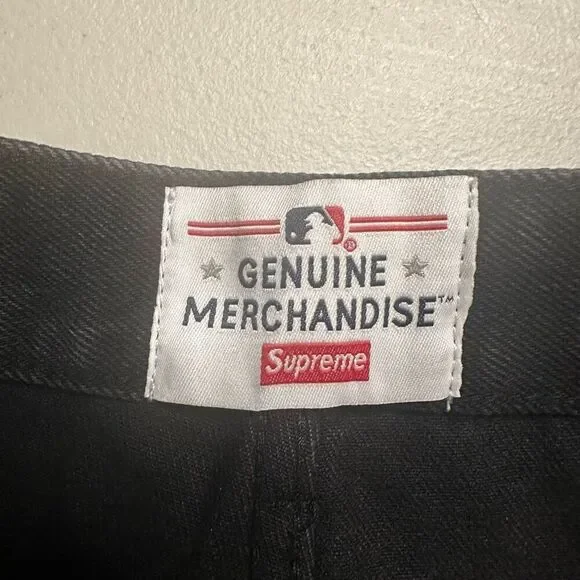 ®
GENUINE
MERCHANDISE™
Supreme